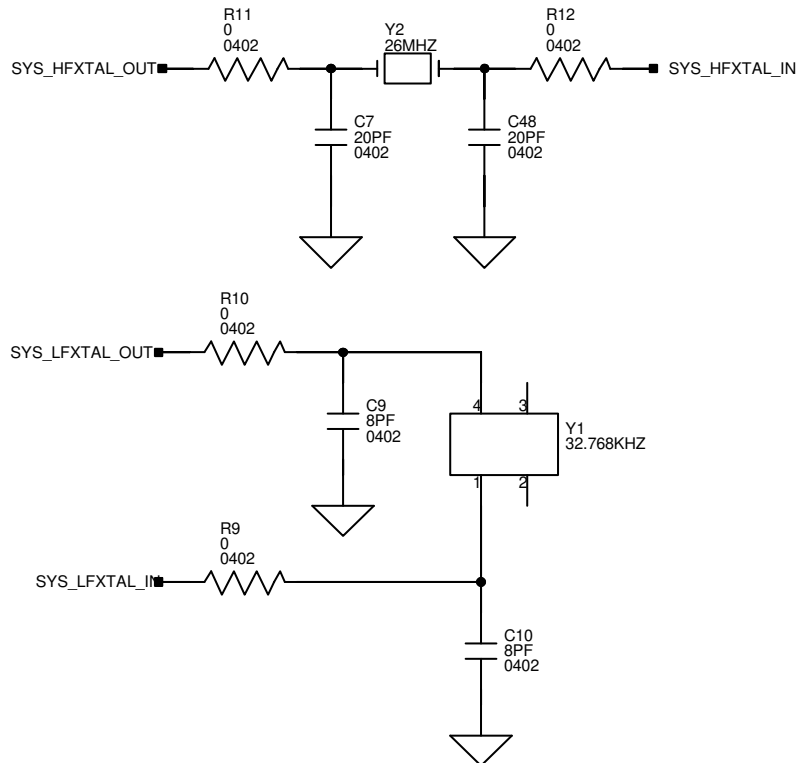 R11
0
0402
Y2
26MHZ
R12
0
0402
SYS_HFXTAL_OUT
SYS_HFXTAL_IN
C7
20PF
0402
C48
20PF
0402
R10
0
0402
SYS_LFXTAL_OUT
C9
8PF
0402
4
3
Y1
32.768KHZ
1
2
R9
0
0402
SYS_LFXTAL_IN
C10
8PF
0402